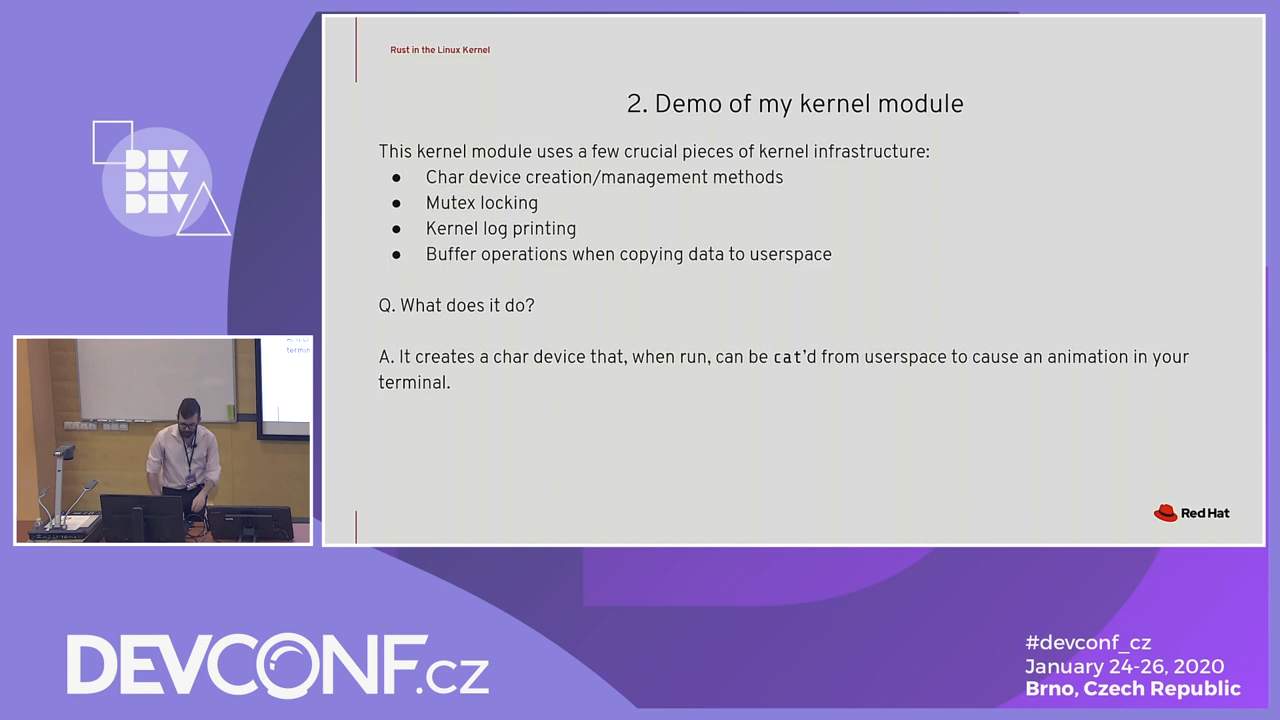 Rust in the Linux Kernel
2. Demo of my kernel module
This kernel module uses a few crucial pieces of kernel infrastructure:
● Char device creation/management methods
● Mutex locking
● Kernel log printing
● Buffer operations when copying data to userspace
Q. What does it do?
A. It creates a char device that, when run, can be cat’d from userspace to cause an animation in your
terminal.
Red Hat
DEV
DEV
DEV
termin
DEVCONF.cz
#devconf_cz
January 24-26, 2020
Brno, Czech Republic